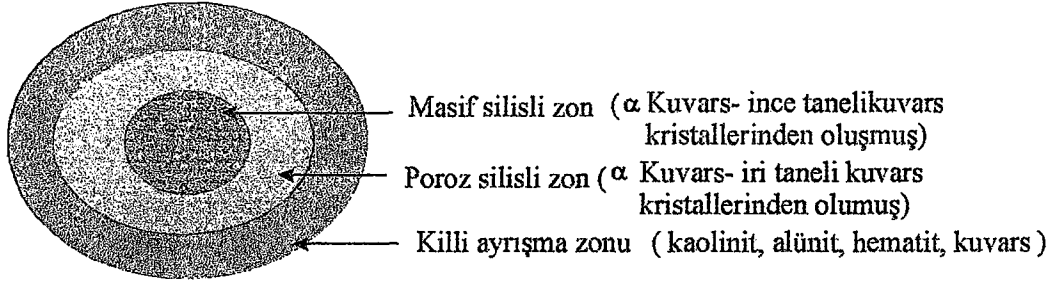 Masif silisli zon (α Kuvars- ince tanelikuvars
kristallerinden oluşmuş)
Poroz silisli zon (α Kuvars- iri taneli kuvars
kristallerinden olumuş)
Killi ayrışma zonu (kaolinit, alünit, hematit, kuvars)